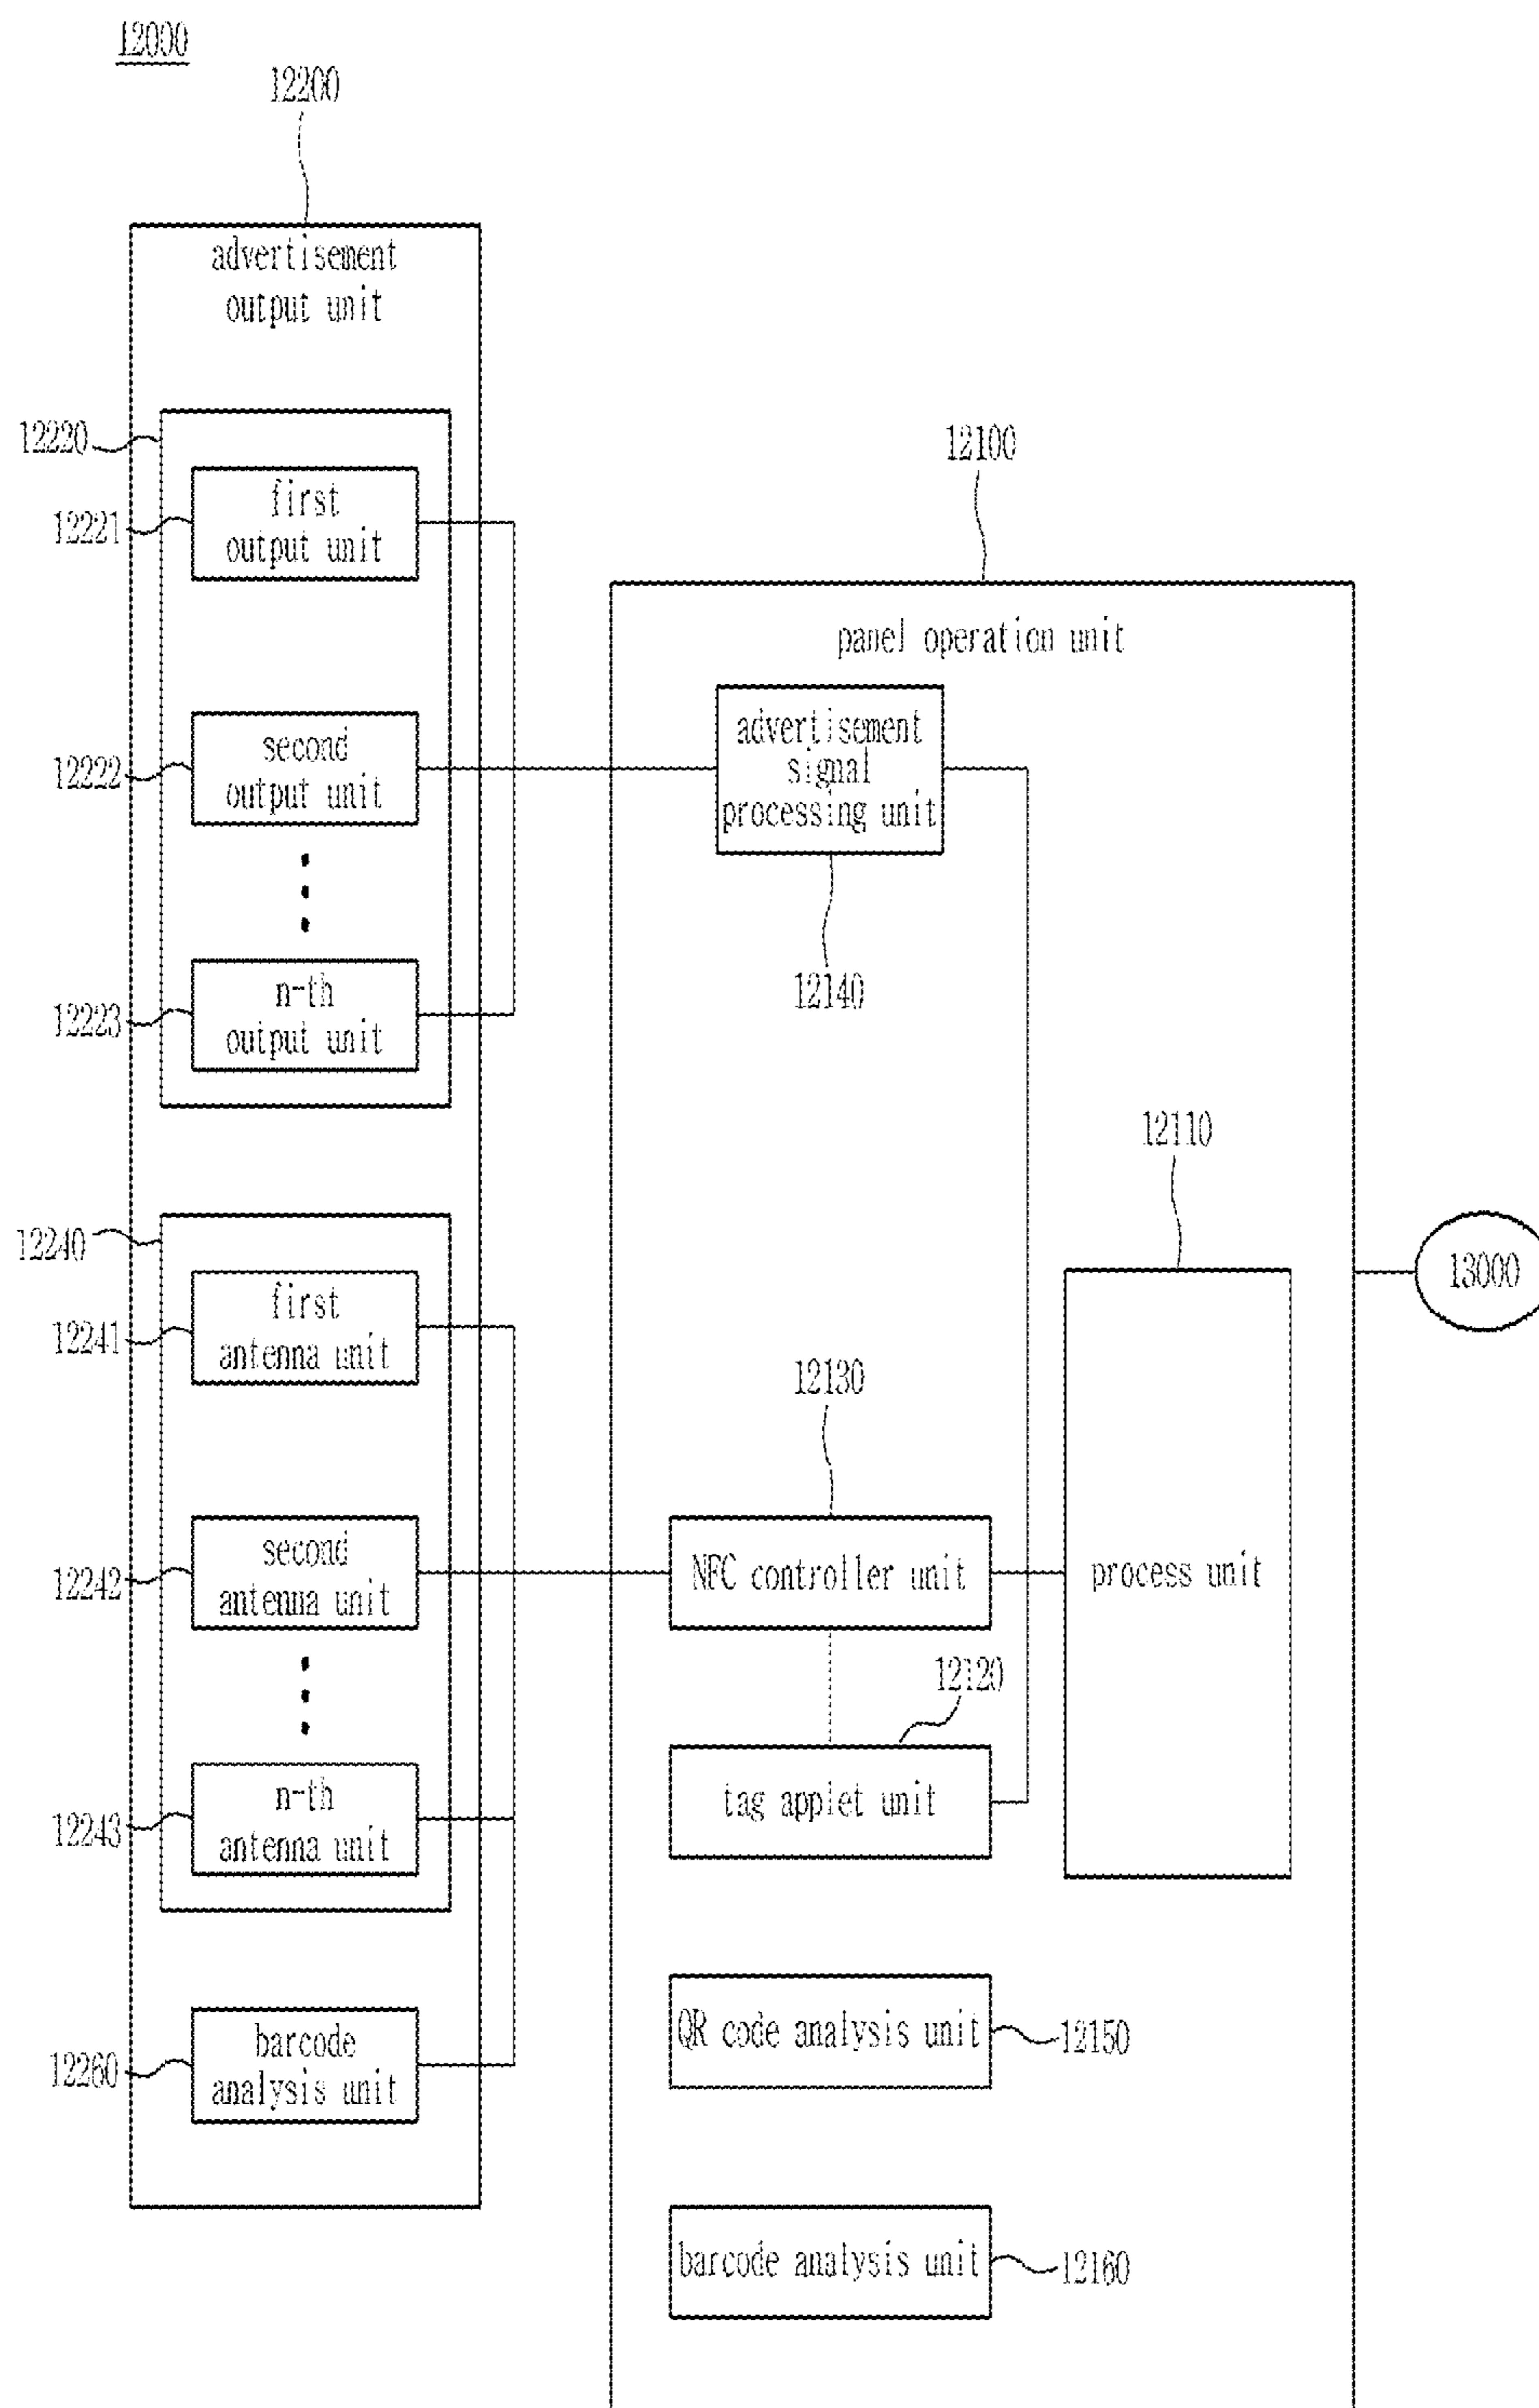 12000
12200
advertisement
output unit
12220
12221
first
output unit
12222
second
output unit
12223
n-th
output unit
12240
12241
first
antenna unit
12242
second
antenna unit
12243
n-th
antenna unit
12260
barcode
analysis unit
12100
panel operation unit
advertisement
signal
processing unit
12140
12110
process unit
13000
12130
NFC controller unit
12120
tag applet unit
QR code analysis unit
12150
barcode analysis unit
12160